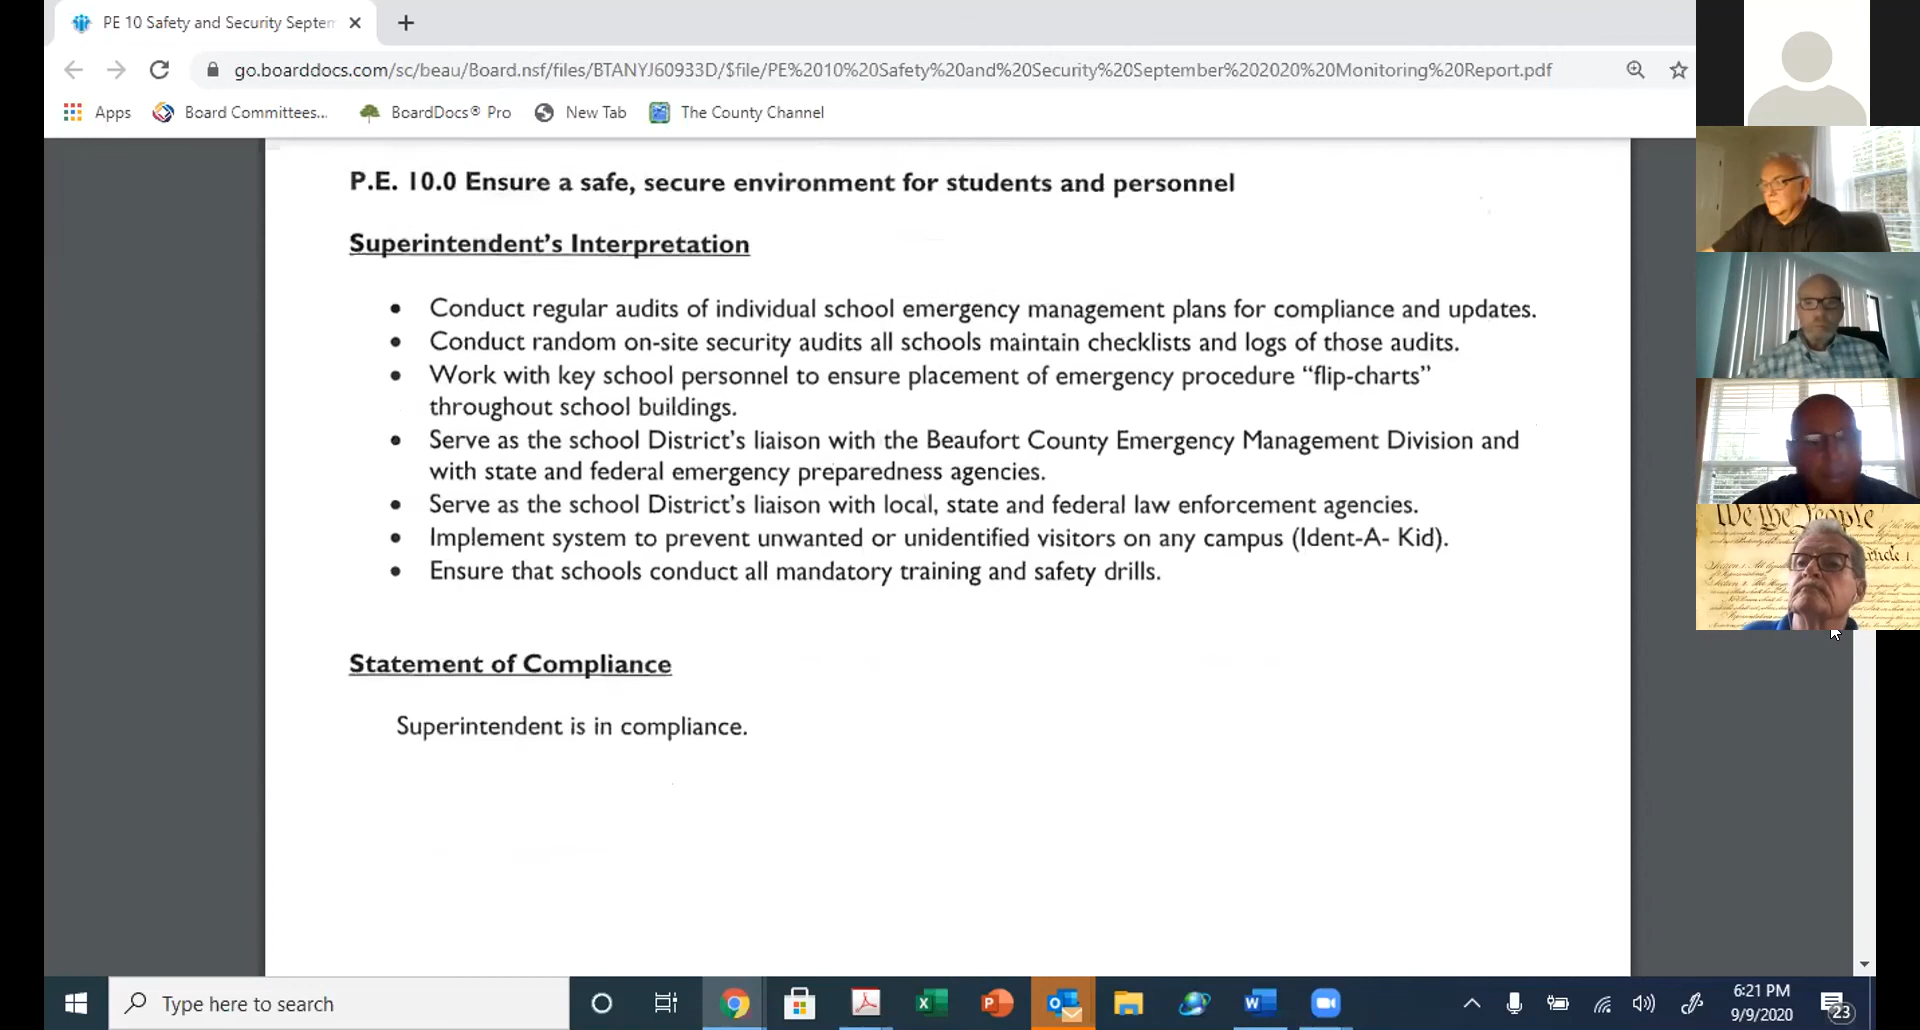 PE 10 Safety and Security Septem
go.boarddocs.com/sc/beau/Board.nsf/files/BTANYJ60933D/$file/PE%2010%20Safety%20and%20Security%20September%202020%20Monitoring%20Report.pdf
Apps Board Committees... BoardDocs® Pro New Tab The County Channel
P.E. 10.0 Ensure a safe, secure environment for students and personnel
Superintendent's Interpretation
• Conduct regular audits of individual school emergency management plans for compliance and updates.
• Conduct random on-site security audits all schools maintain checklists and logs of those audits.
• Work with key school personnel to ensure placement of emergency procedure “flip-charts”
throughout school buildings.
• Serve as the school District's liaison with the Beaufort County Emergency Management Division and
with state and federal emergency preparedness agencies.
• Serve as the school District's liaison with local, state and federal law enforcement agencies.
• Implement system to prevent unwanted or unidentified visitors on any campus (Ident-A- Kid).
• Ensure that schools conduct all mandatory training and safety drills.
Statement of Compliance
Superintendent is in compliance.
We the People
Article 1
Type here to search
6:21 PM
9/9/2020
23